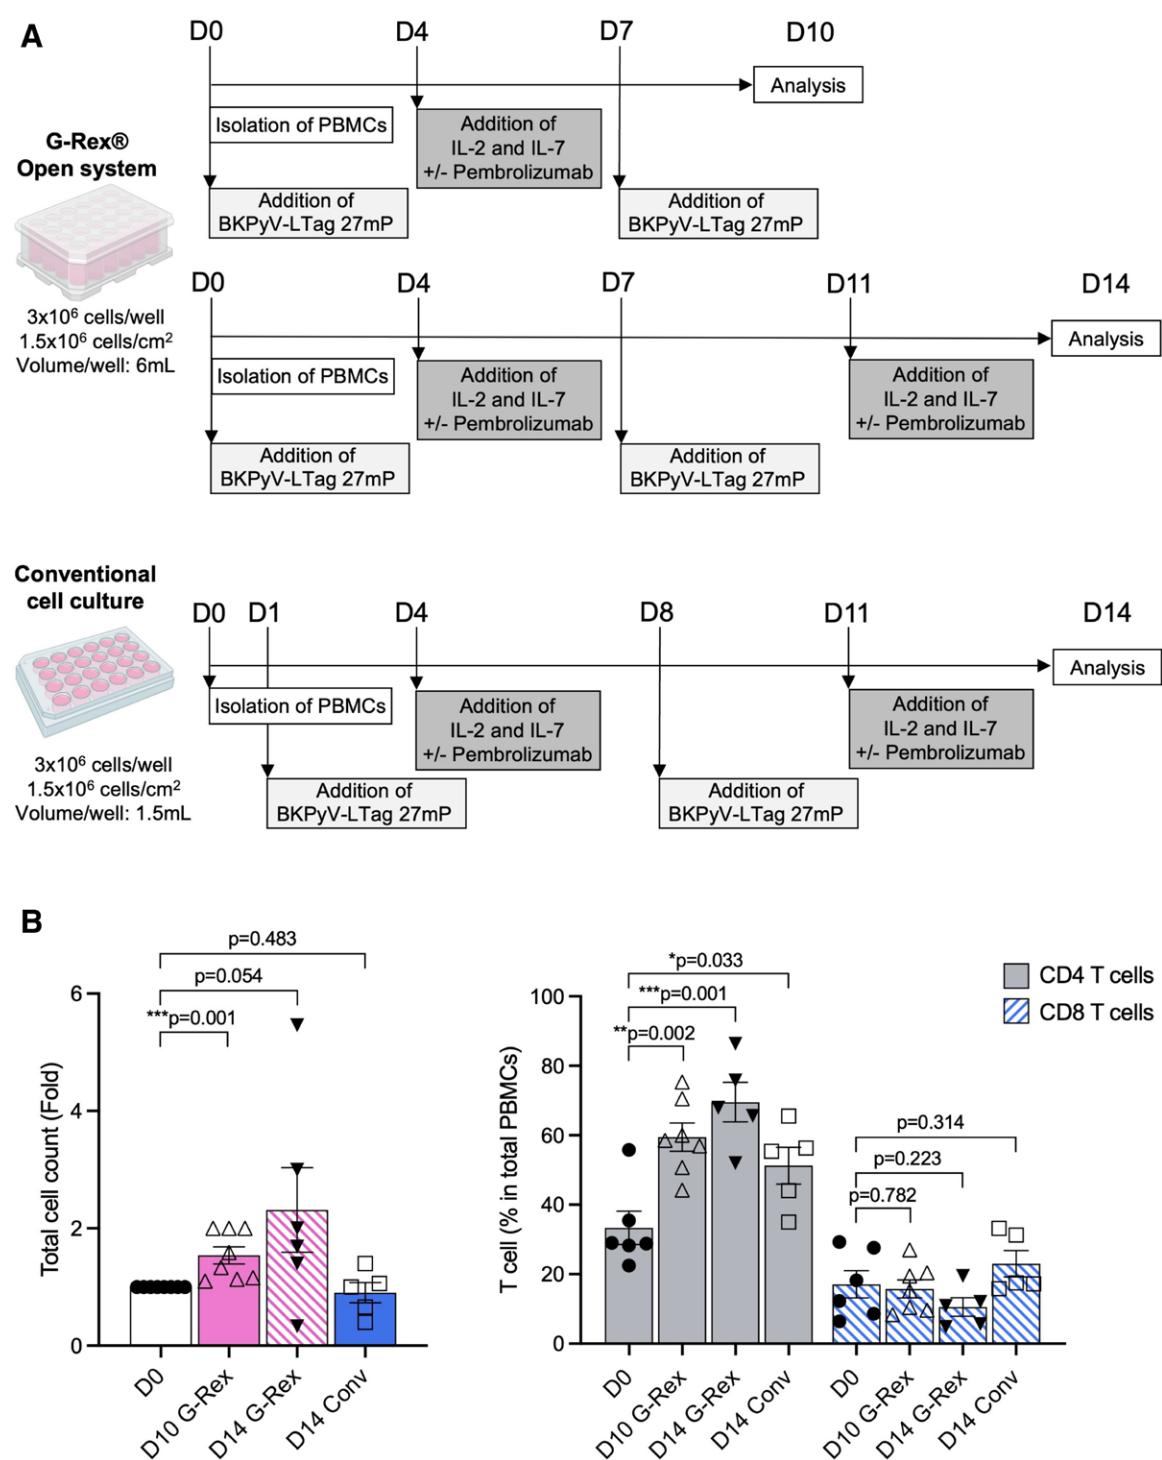 A
D0
D4
D7
D10
Analysis
Isolation of PBMCs
Addition of
IL-2 and IL-7
+/- Pembrolizumab
Addition of
BKPyV-LTag 27mP
Addition of
BKPyV-LTag 27mP
G-Rex®
Open system
3x10⁶ cells/well
1.5x10⁶ cells/cm²
Volume/well: 6mL
D0
D4
D7
D11
D14
Analysis
Isolation of PBMCs
Addition of
IL-2 and IL-7
+/- Pembrolizumab
Addition of
IL-2 and IL-7
+/- Pembrolizumab
Addition of
BKPyV-LTag 27mP
Addition of
BKPyV-LTag 27mP
Conventional
cell culture
3x10⁶ cells/well
1.5x10⁶ cells/cm²
Volume/well: 1.5mL
D0
D1
D4
D8
D11
D14
Analysis
Isolation of PBMCs
Addition of
IL-2 and IL-7
+/- Pembrolizumab
Addition of
IL-2 and IL-7
+/- Pembrolizumab
Addition of
BKPyV-LTag 27mP
Addition of
BKPyV-LTag 27mP
B
p=0.483
p=0.054
***p=0.001
Total cell count (Fold)
6
4
2
0
D0
D10 G-Rex
D14 G-Rex
D14 Conv
*p=0.033
***p=0.001
**p=0.002
p=0.314
p=0.223
p=0.782
CD4 T cells
CD8 T cells
T cell (% in total PBMCs)
100
80
60
40
20
0
D0
D10 G-Rex
D14 G-Rex
D14 Conv
D0
D10 G-Rex
D14 G-Rex
D14 Conv